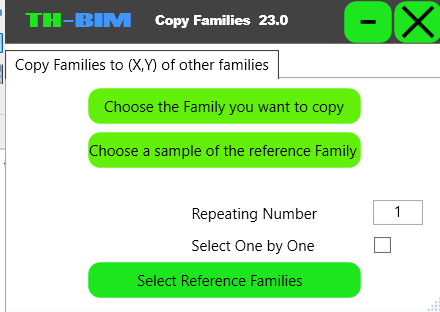 TH-BIM Copy Families 23.0
Copy Families to (X,Y) of other families
Choose the Family you want to copy
Choose a sample of the reference Family
Repeating Number 1
Select One by One
Select Reference Families